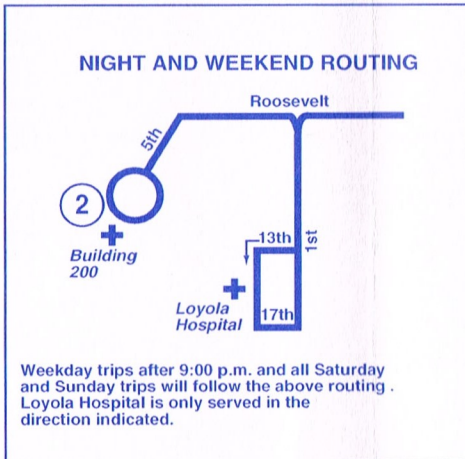 NIGHT AND WEEKEND ROUTING
Roosevelt
5th
2
Building
200
13th
1st
Loyola
Hospital
17th
Weekday trips after 9:00 p.m. and all Saturday
and Sunday trips will follow the above routing .
Loyola Hospital is only served in the
direction indicated.